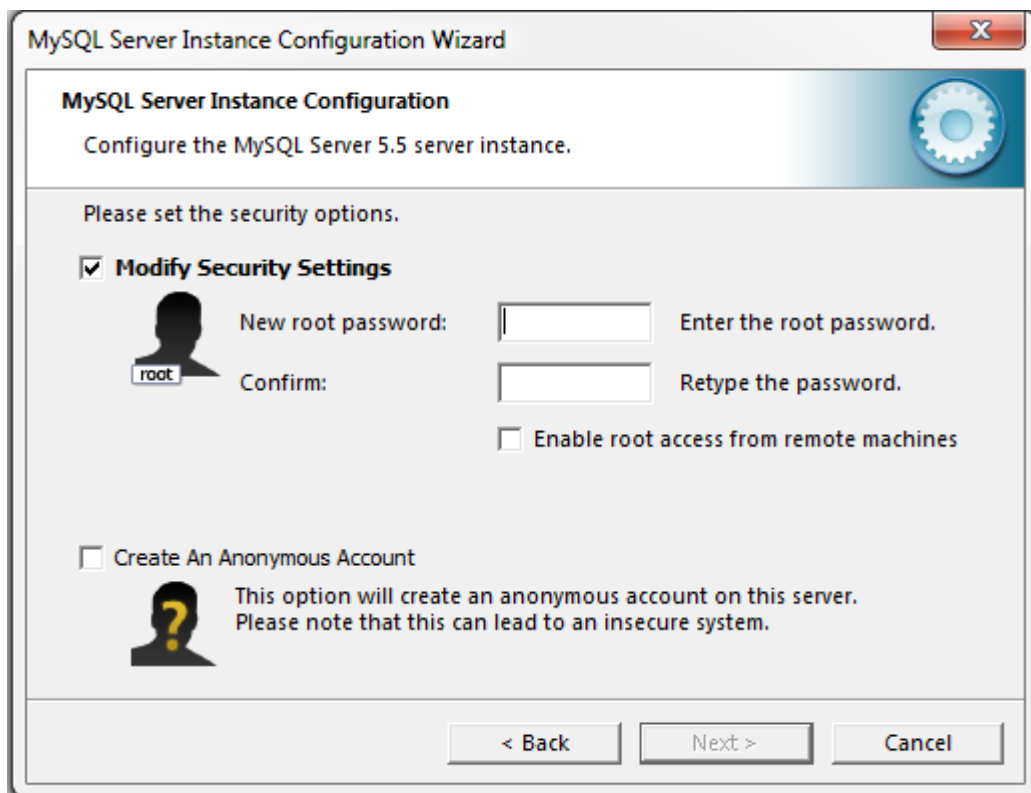 MySQL Server Instance Configuration Wizard
MySQL Server Instance Configuration
Configure the MySQL Server 5.5 server instance.
Please set the security options.
Modify Security Settings
New root password: Enter the root password.
root
Confirm: Retype the password.
Enable root access from remote machines
Create An Anonymous Account
?
This option will create an anonymous account on this server.
Please note that this can lead to an insecure system.
< Back Next > Cancel